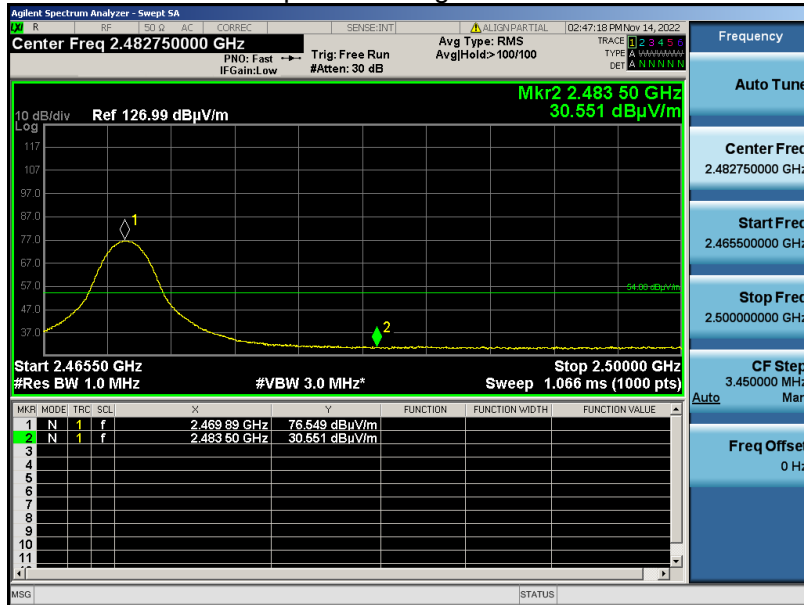 Agilent Spectrum Analyzer - Swept SA
LXI R RF 50 Ω AC CORREC SENSE:INT ALIGN PARTIAL 02:47:18 PM Nov 14, 2022
Center Freq 2.482750000 GHz
PNO: Fast
IFGain:Low
Trig: Free Run
#Atten: 30 dB
Avg Type: RMS
Avg|Hold:>100/100
TRACE 1 2 3 4 5 6
TYPE A WWWWW
DET A N N N N N
Mkr2 2.483 50 GHz
30.551 dBµV/m
10 dB/div Ref 126.99 dBµV/m
Log
117
107
97.0
87.0
1
77.0
67.0
57.0
54.00 dBµV/m
47.0
37.0
2
Start 2.46550 GHz Stop 2.50000 GHz
#Res BW 1.0 MHz #VBW 3.0 MHz* Sweep 1.066 ms (1000 pts)
MKR MODE TRC SCL X Y FUNCTION FUNCTION WIDTH FUNCTION VALUE
1 N 1 f 2.469 89 GHz 76.549 dBµV/m
2 N 1 f 2.483 50 GHz 30.551 dBµV/m
3
4
5
6
7
8
9
10
11
MSG STATUS
Frequency
Auto Tune
Center Freq
2.482750000 GHz
Start Freq
2.465500000 GHz
Stop Freq
2.500000000 GHz
CF Step
3.450000 MHz
Auto Man
Freq Offset
0 Hz